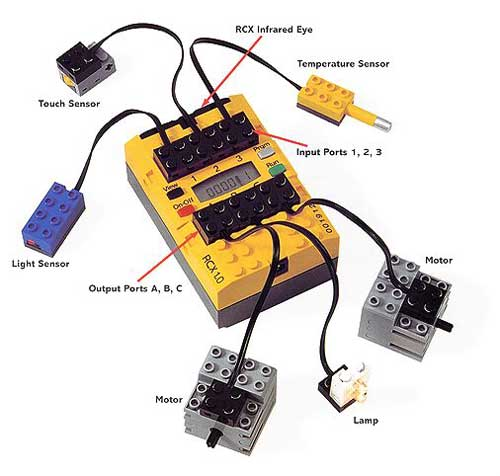 RCX Infrared Eye
Temperature Sensor
Touch Sensor
Input Ports 1, 2, 3
Prgm
1 2 3
View
Run
On-Off
Light Sensor
Output Ports A, B, C
RCX 1.0
Motor
Motor
Lamp